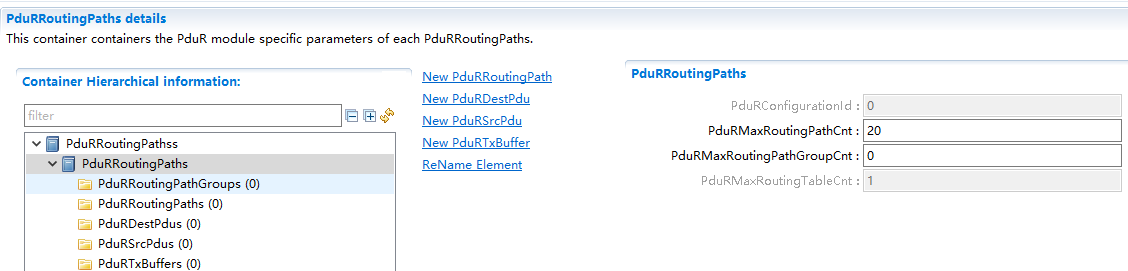 PduRRoutingPaths details
This container containers the PduR module specific parameters of each PduRRoutingPaths.
Container Hierarchical information:
filter
PduRRoutingPathss
PduRRoutingPaths
PduRRoutingPathGroups (0)
PduRRoutingPaths (0)
PduRDestPdus (0)
PduRSrcPdus (0)
PduRTxBuffers (0)
New PduRRoutingPath
New PduRDestPdu
New PduRSrcPdu
New PduRTxBuffer
ReName Element
PduRRoutingPaths
PduRConfigurationId : 0
PduRMaxRoutingPathCnt : 20
PduRMaxRoutingPathGroupCnt : 0
PduRMaxRoutingTableCnt : 1